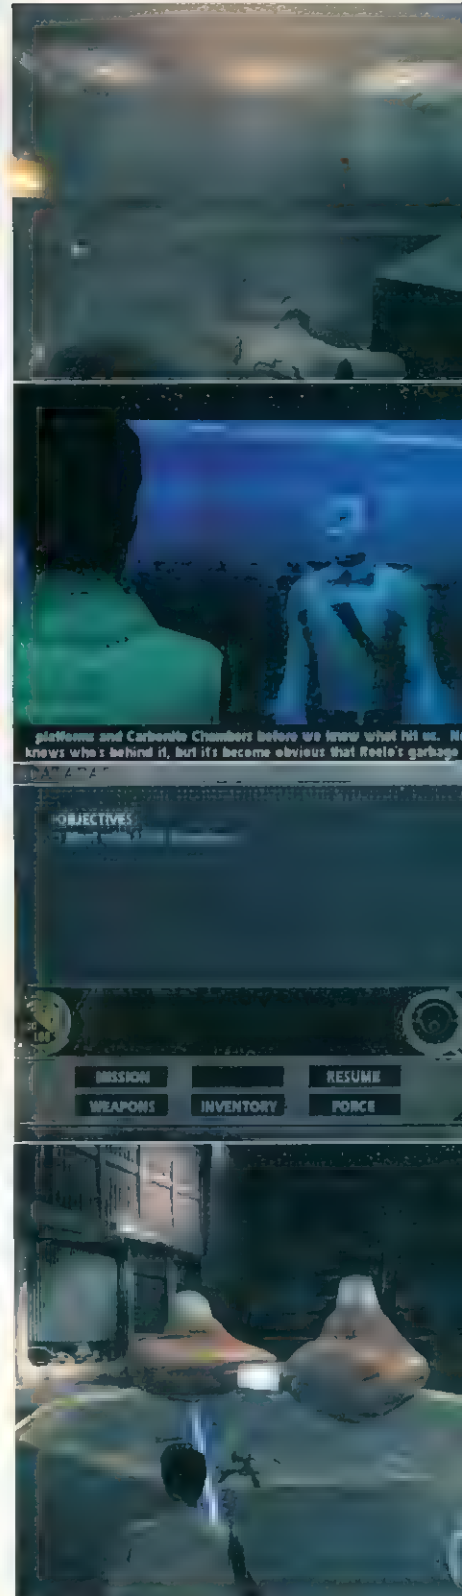 platforms and Carbonite Chambers before we know what hit us.
knows who's behind it, but it's become obvious that Reelo's garbage
OBJECTIVES
MISSION
RESUME
WEAPONS INVENTORY FORCE
100